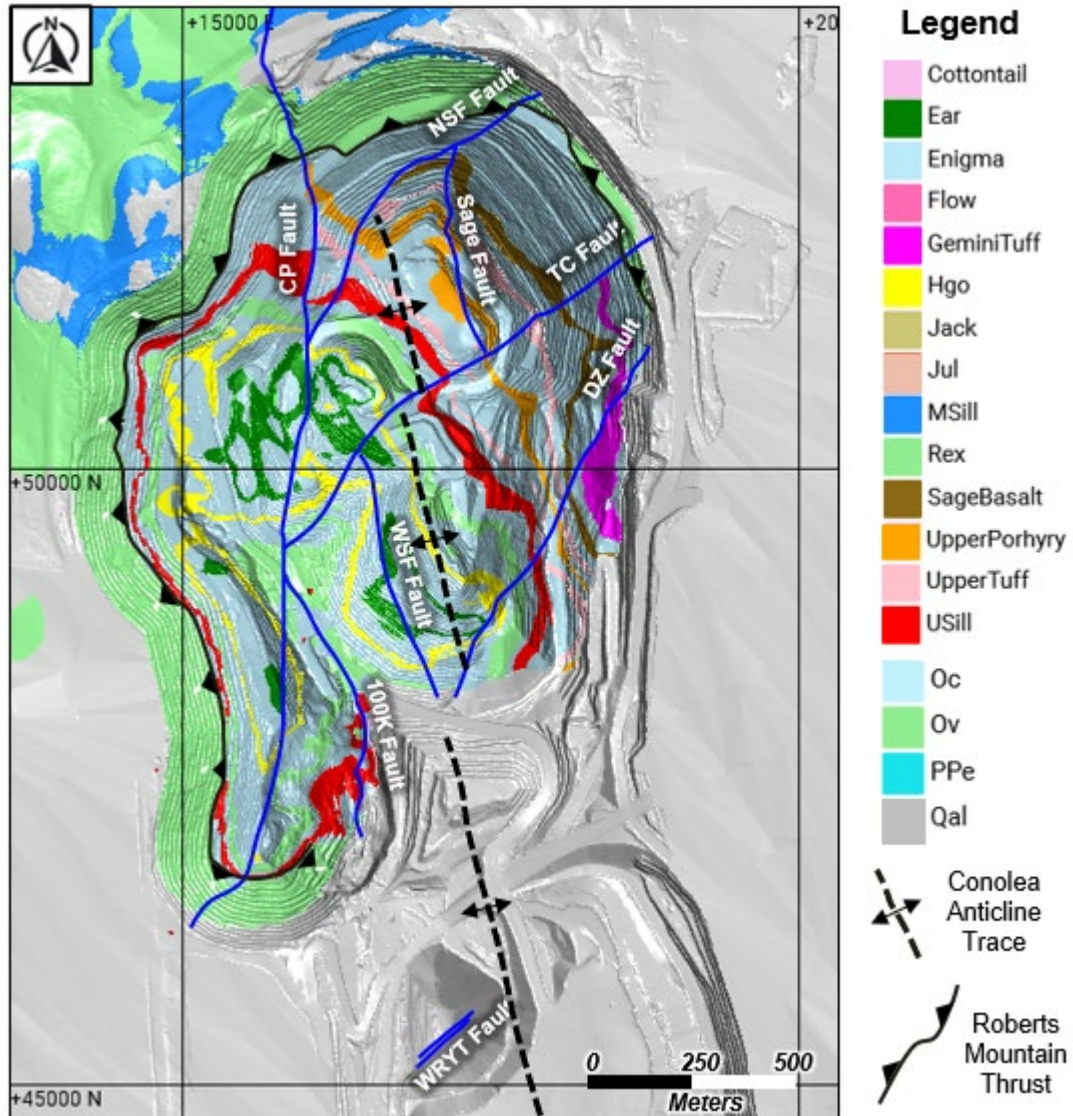 N
+15000 E
+20
Legend
Cottontail
Ear
Enigma
Flow
GeminiTuff
Hgo
Jack
Jul
MSill
Rex
SageBasalt
UpperPorhyry
UpperTuff
USill
Oc
Ov
PPe
Qal
Conolea
Anticline
Trace
Roberts
Mountain
Thrust
NSF Fault
CP Fault
Sage Fault
TC Fault
DZ Fault
+50000 N
WSF Fault
100K Fault
WRYT Fault
0 250 500
Meters
+45000 N